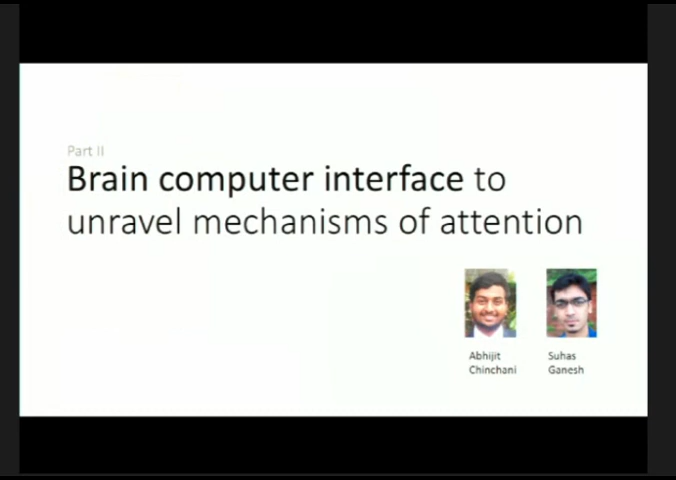 Part II
Brain computer interface to
unravel mechanisms of attention
Abhijit
Chinchani
Suhas
Ganesh